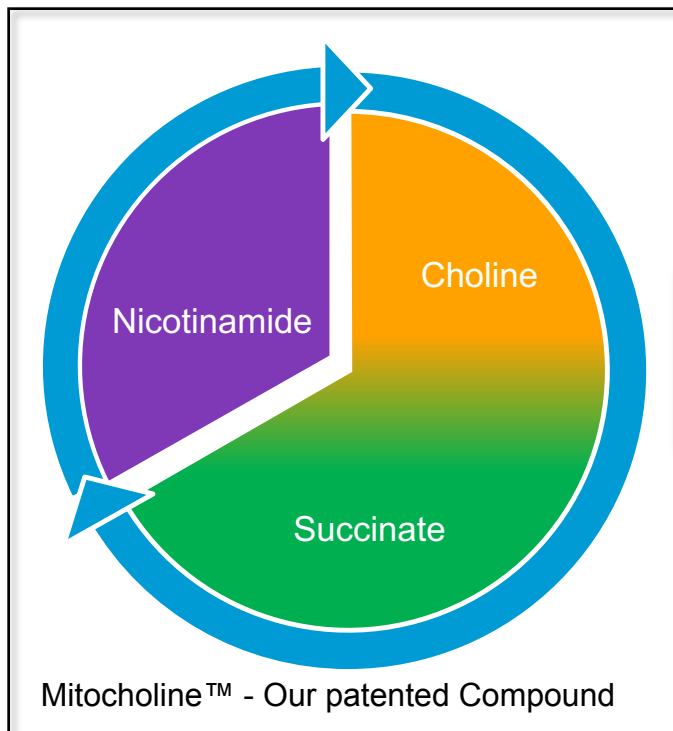 Choline
Nicotinamide
Succinate
Mitocholine™ - Our patented Compound